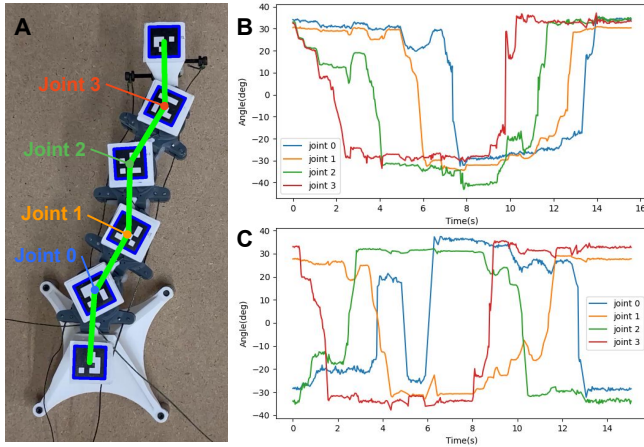 A
Joint 3
Joint 2
Joint 1
Joint 0
B
Angle(deg)
30
20
10
0
−10
−20
−30
−40
joint 0
joint 1
joint 2
joint 3
0
2
4
6
8
10
12
14
16
Time(s)
C
Angle(deg)
40
30
20
10
0
−10
−20
−30
−40
joint 0
joint 1
joint 2
joint 3
0
2
4
6
8
10
12
14
Time(s)